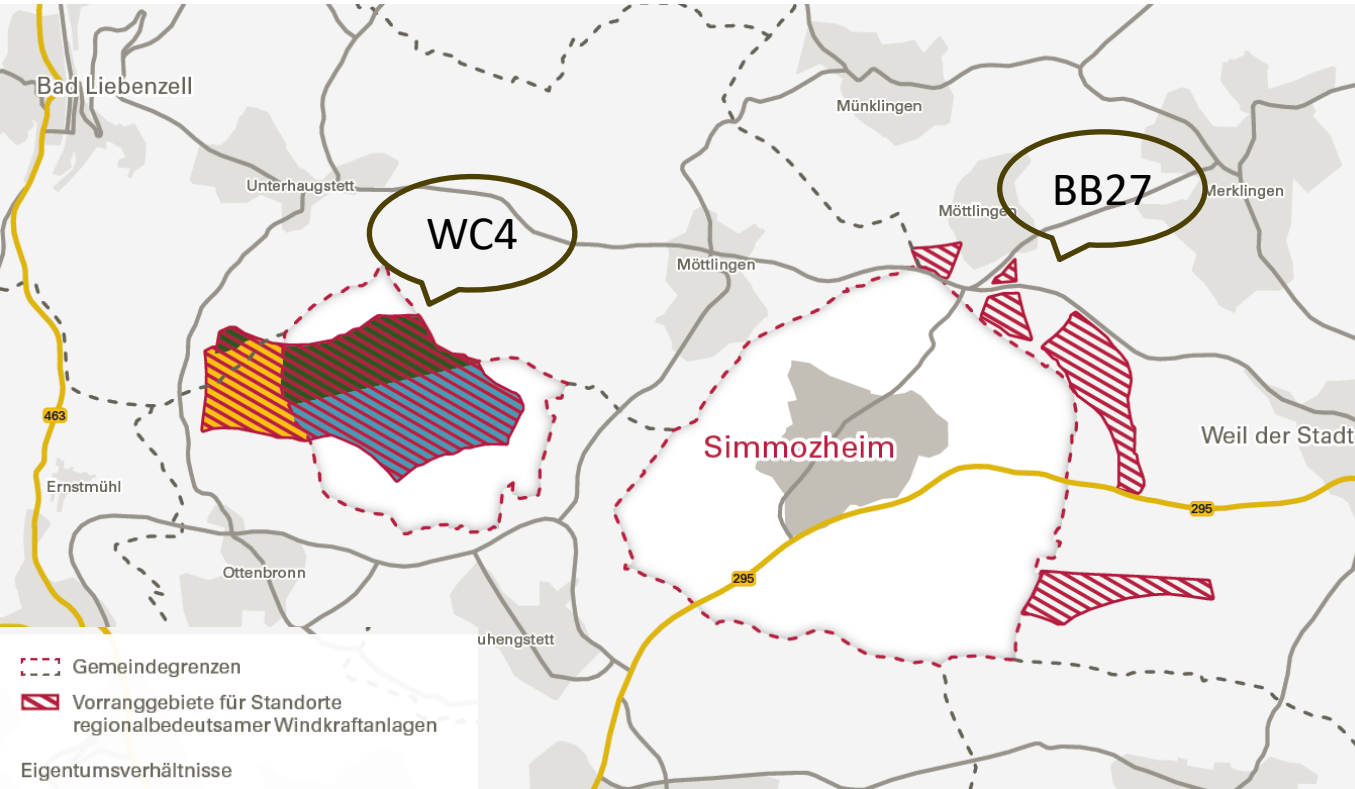 Bad Liebenzell
Münklingen
Unterhaugstett
WC4
BB27
Merklingen
Möttlingen
Möttlingen
Simmozheim
Weil der Stadt
463
Ernstmühl
295
Ottenbronn
295
uhengstett
Gemeindegrenzen
Vorranggebiete für Standorte
regionalbedeutsamer Windkraftanlagen
Eigentumsverhältnisse